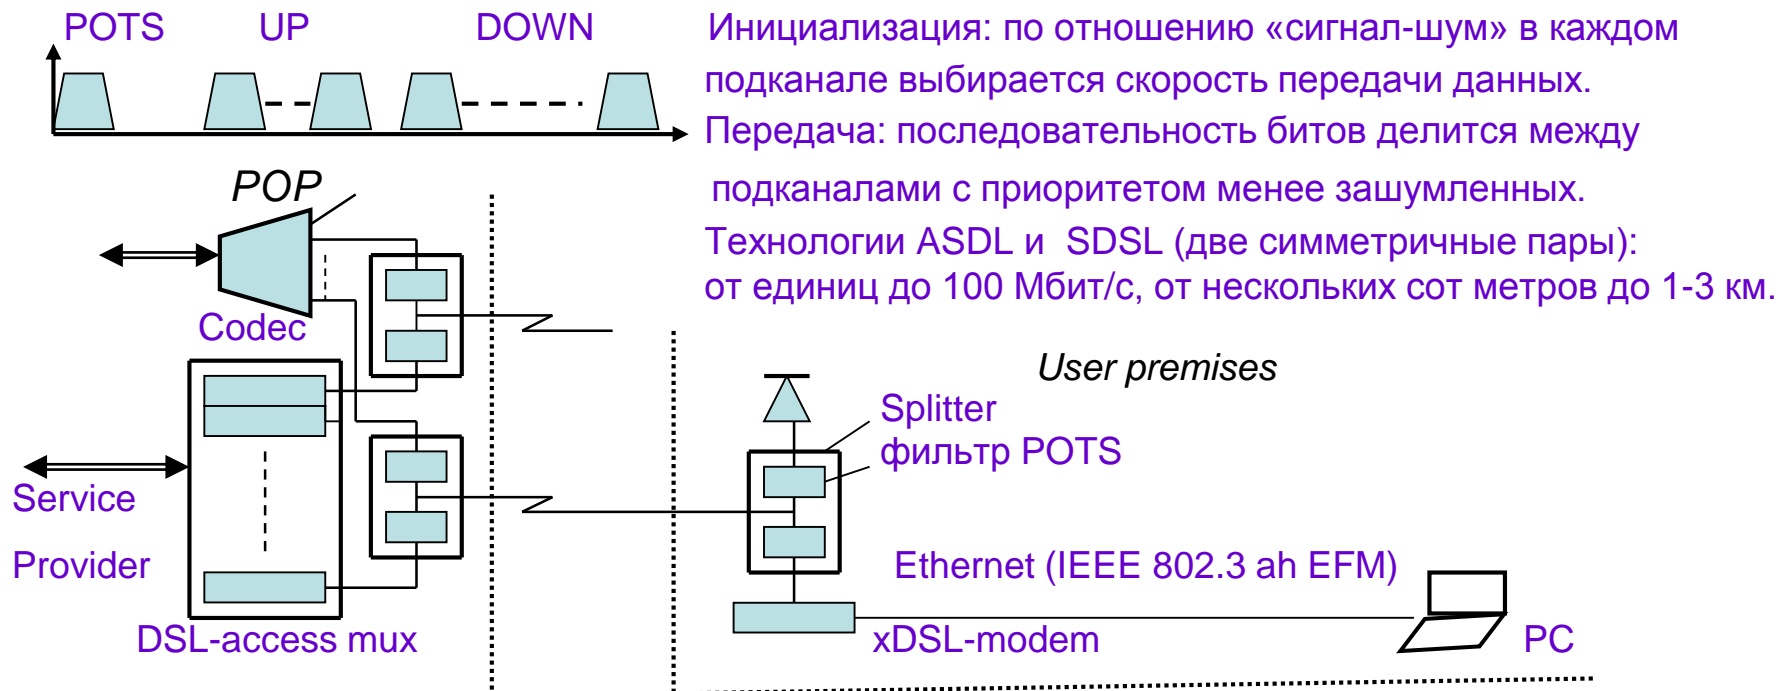 POTS UP DOWN
Инициализация: по отношению «сигнал-шум» в каждом
подканале выбирается скорость передачи данных.
Передача: последовательность битов делится между
подканалами с приоритетом менее зашумленных.
Технологии ASDL и SDSL (две симметричные пары):
от единиц до 100 Мбит/с, от нескольких сот метров до 1-3 км.
POP
Codec
User premises
Splitter
фильтр POTS
Service
Provider
Ethernet (IEEE 802.3 ah EFM)
DSL-access mux
xDSL-modem
PC